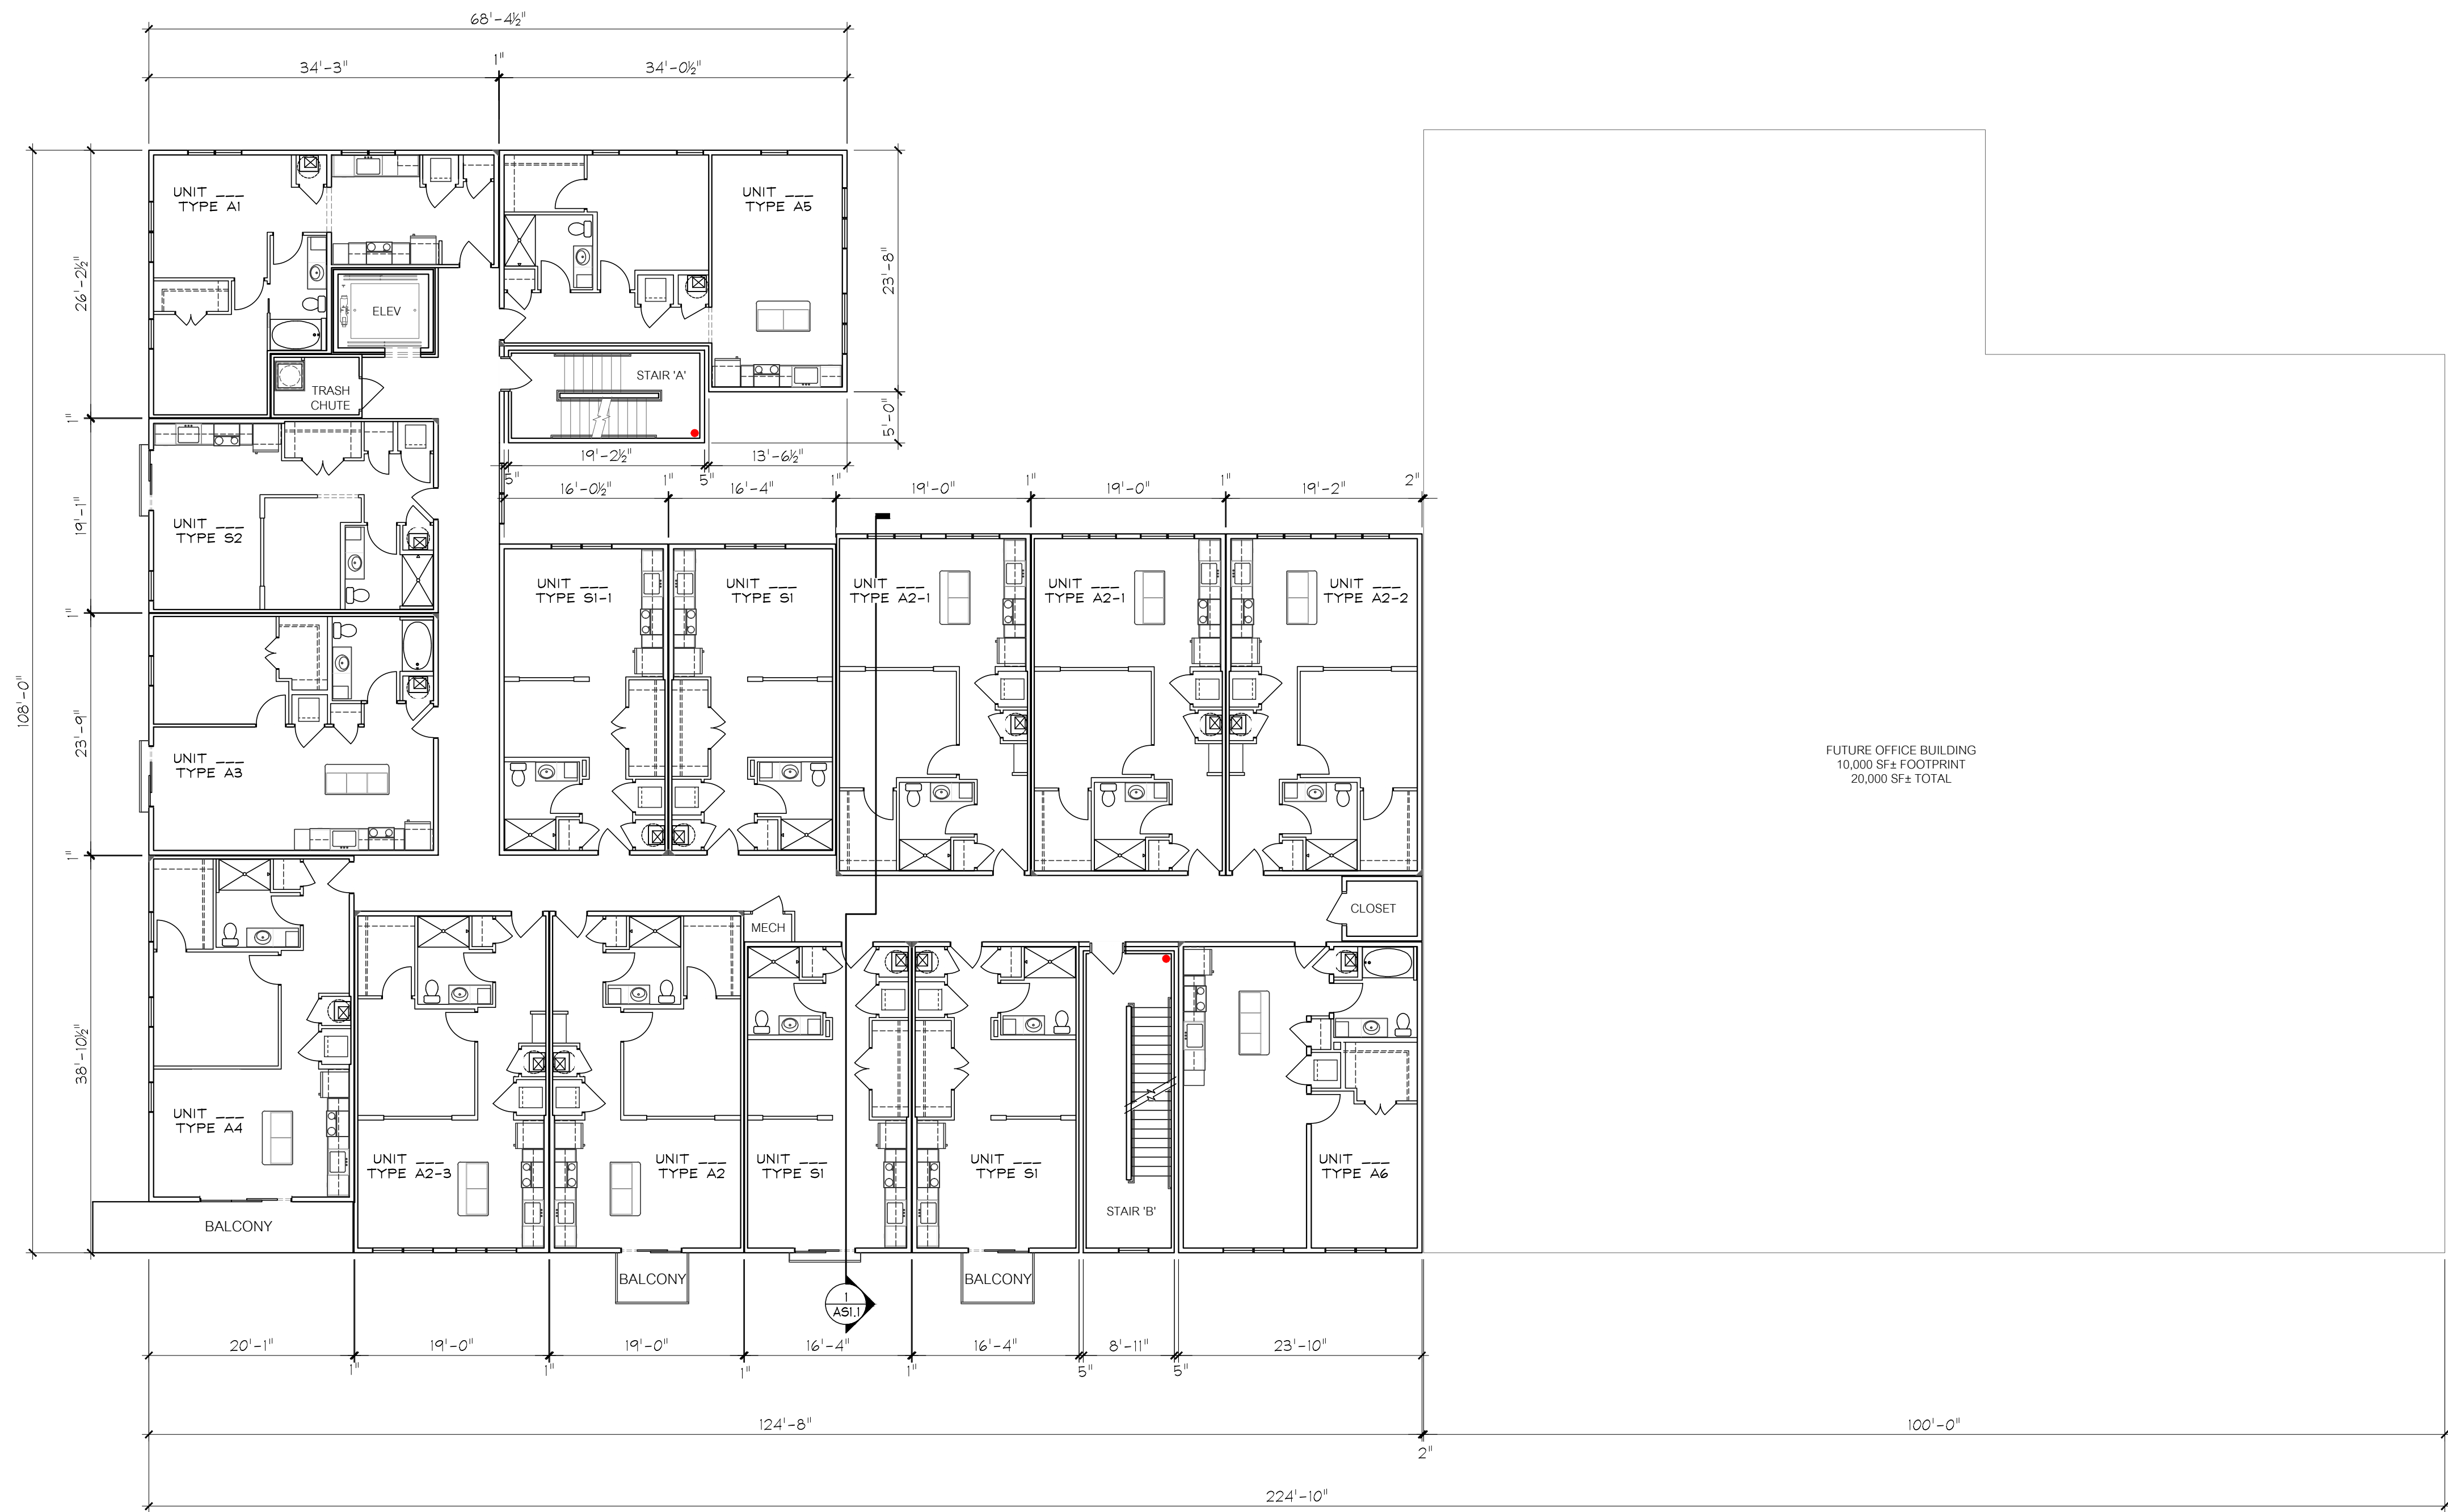 68'-4½"
34'-3"
1"
34'-0½"
UNIT ___
TYPE A1
UNIT ___
TYPE A5
26'-2½"
23'-8"
ELEV
STAIR 'A'
TRASH
CHUTE
5'-0"
1"
19'-2½"
13'-6½"
5"
5"
16'-0½"
1"
16'-4"
1"
19'-0"
1"
19'-0"
1"
19'-2"
2"
19'-1"
UNIT ___
TYPE S2
UNIT ___
TYPE S1-1
UNIT ___
TYPE S1
UNIT ___
TYPE A2-1
UNIT ___
TYPE A2-1
UNIT ___
TYPE A2-2
1"
108'-0"
23'-9"
UNIT ___
TYPE A3
FUTURE OFFICE BUILDING
10,000 SF± FOOTPRINT
20,000 SF± TOTAL
1"
MECH
CLOSET
38'-10½"
UNIT ___
TYPE A4
UNIT ___
TYPE A2-3
UNIT ___
TYPE A2
UNIT ___
TYPE S1
UNIT ___
TYPE S1
UNIT ___
TYPE A6
STAIR 'B'
BALCONY
BALCONY
BALCONY
1
AS1.1
20'-1"
1"
19'-0"
1"
19'-0"
1"
16'-4"
1"
16'-4"
5"
8'-11"
5"
23'-10"
124'-8"
2"
100'-0"
224'-10"